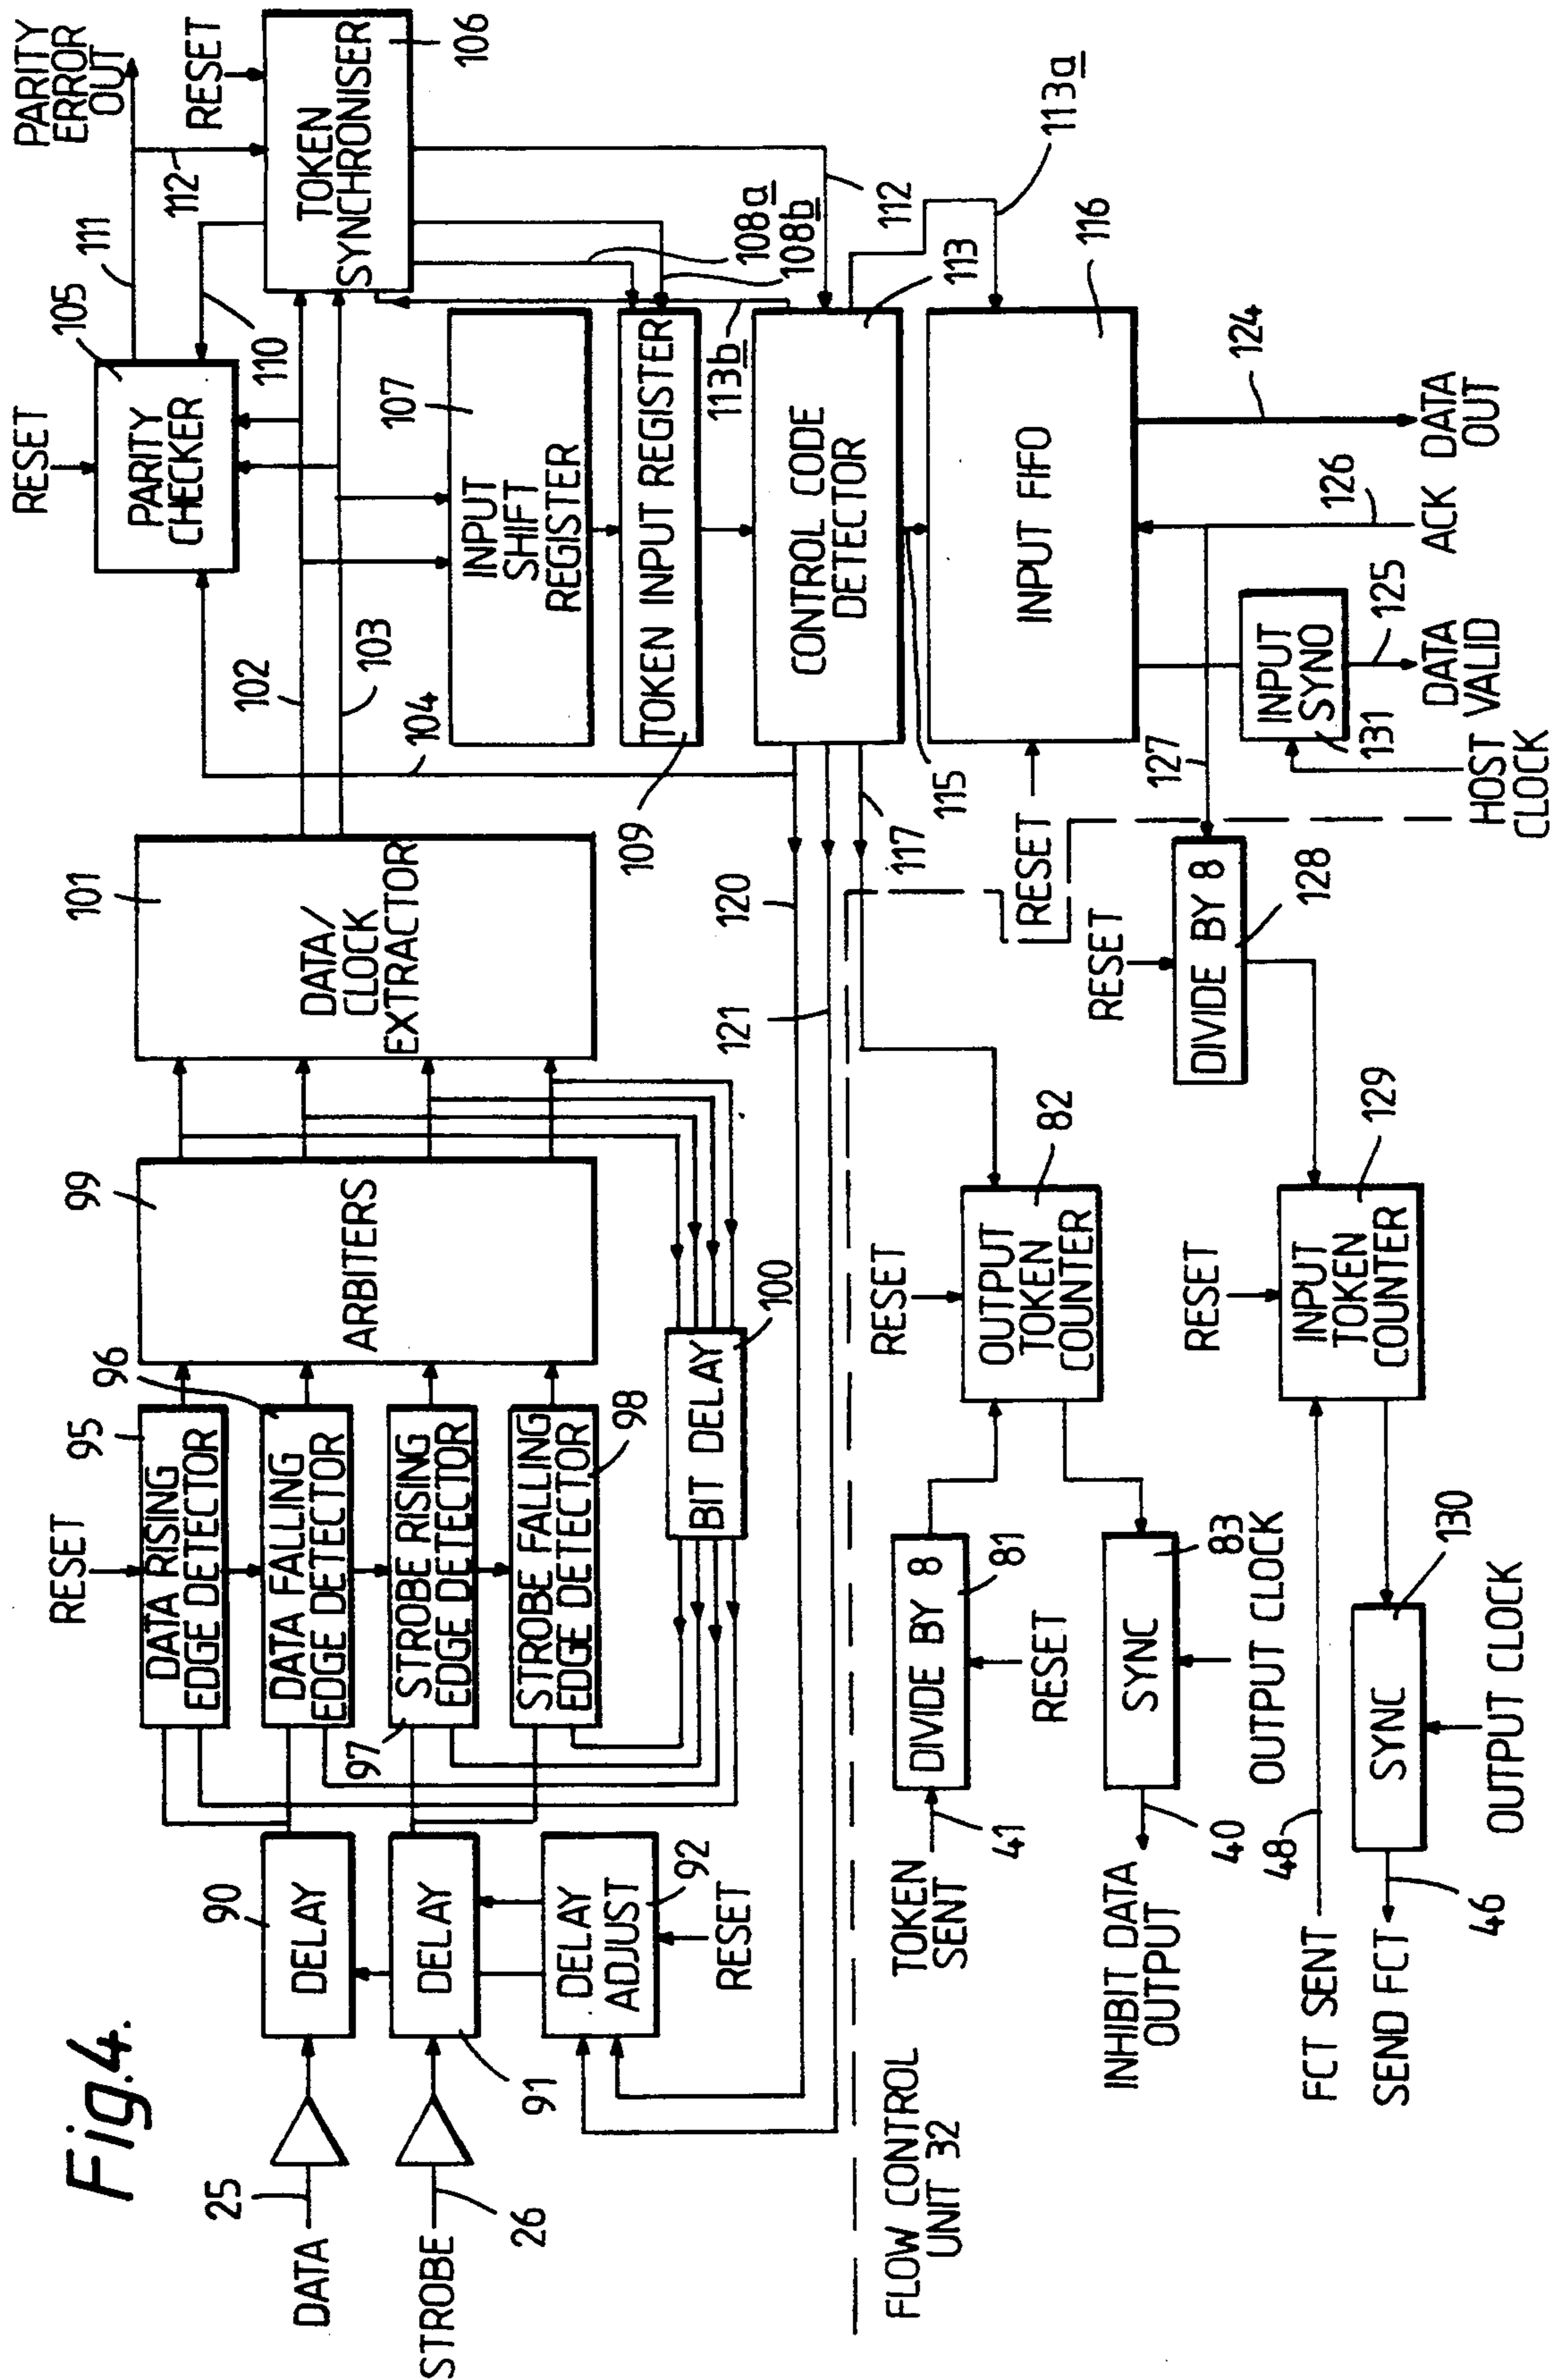 Fig.4.
DATA
25
STROBE
26
90
DELAY
DELAY
91
DELAY
ADJUST
92
RESET
RESET
95
DATA RISING
EDGE DETECTOR
96
DATA FALLING
EDGE DETECTOR
97
STROBE RISING
EDGE DETECTOR
STROBE FALLING
EDGE DETECTOR
98
99
ARBITERS
BIT DELAY
100
101
DATA/
CLOCK
EXTRACTOR
102
103
104
RESET
105
PARITY
CHECKER
110
111
112
PARITY
ERROR
OUT
RESET
TOKEN
SYNCHRONISER
106
107
INPUT
SHIFT
REGISTER
108a
108b
TOKEN INPUT REGISTER
109
113b
112
CONTROL CODE
DETECTOR
113
113a
120
121
117
115
RESET
INPUT FIFO
116
124
DATA
OUT
126
ACK
125
DATA
VALID
INPUT
SYNO
131
HOST
CLOCK
127
FLOW CONTROL
UNIT 32
TOKEN
SENT
41
DIVIDE BY 8
81
RESET
RESET
OUTPUT
TOKEN
COUNTER
82
INHIBIT DATA
OUTPUT
40
SYNC
83
OUTPUT CLOCK
RESET
DIVIDE BY 8
128
RESET
INPUT
TOKEN
COUNTER
129
FCT SENT
48
SEND FCT
46
SYNC
130
OUTPUT CLOCK